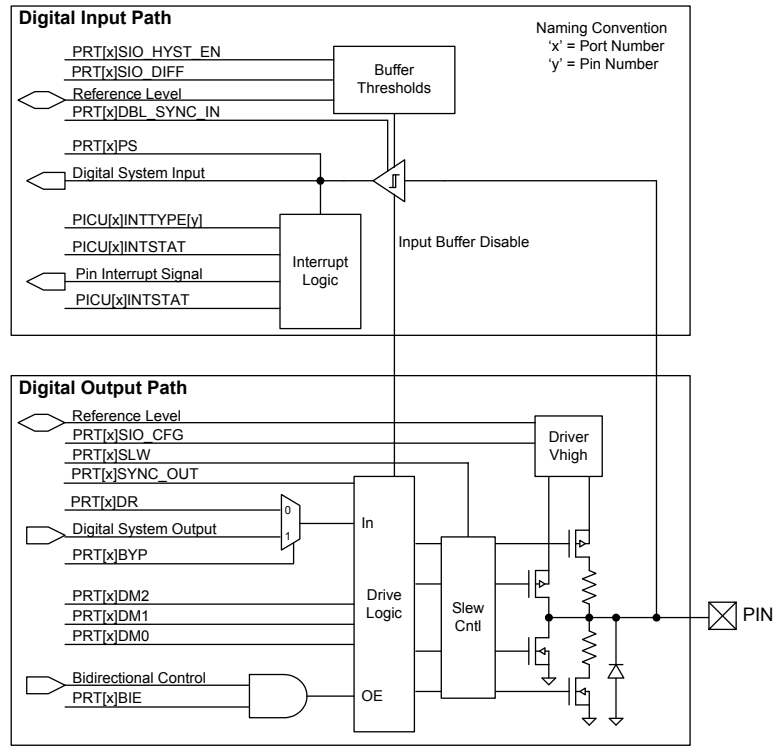 Digital Input Path
Naming Convention
'x' = Port Number
'y' = Pin Number
PRT[x]SIO_HYST_EN
PRT[x]SIO_DIFF
Reference Level
PRT[x]DBL_SYNC_IN
Buffer
Thresholds
PRT[x]PS
Digital System Input
PICU[x]INTTYPE[y]
PICU[x]INTSTAT
Pin Interrupt Signal
PICU[x]INTSTAT
Interrupt
Logic
Input Buffer Disable
Digital Output Path
Reference Level
PRT[x]SIO_CFG
PRT[x]SLW
PRT[x]SYNC_OUT
Driver
Vhigh
PRT[x]DR
Digital System Output
PRT[x]BYP
0
1
In
PRT[x]DM2
PRT[x]DM1
PRT[x]DM0
Drive
Logic
Slew
Cntl
PIN
Bidirectional Control
PRT[x]BIE
OE